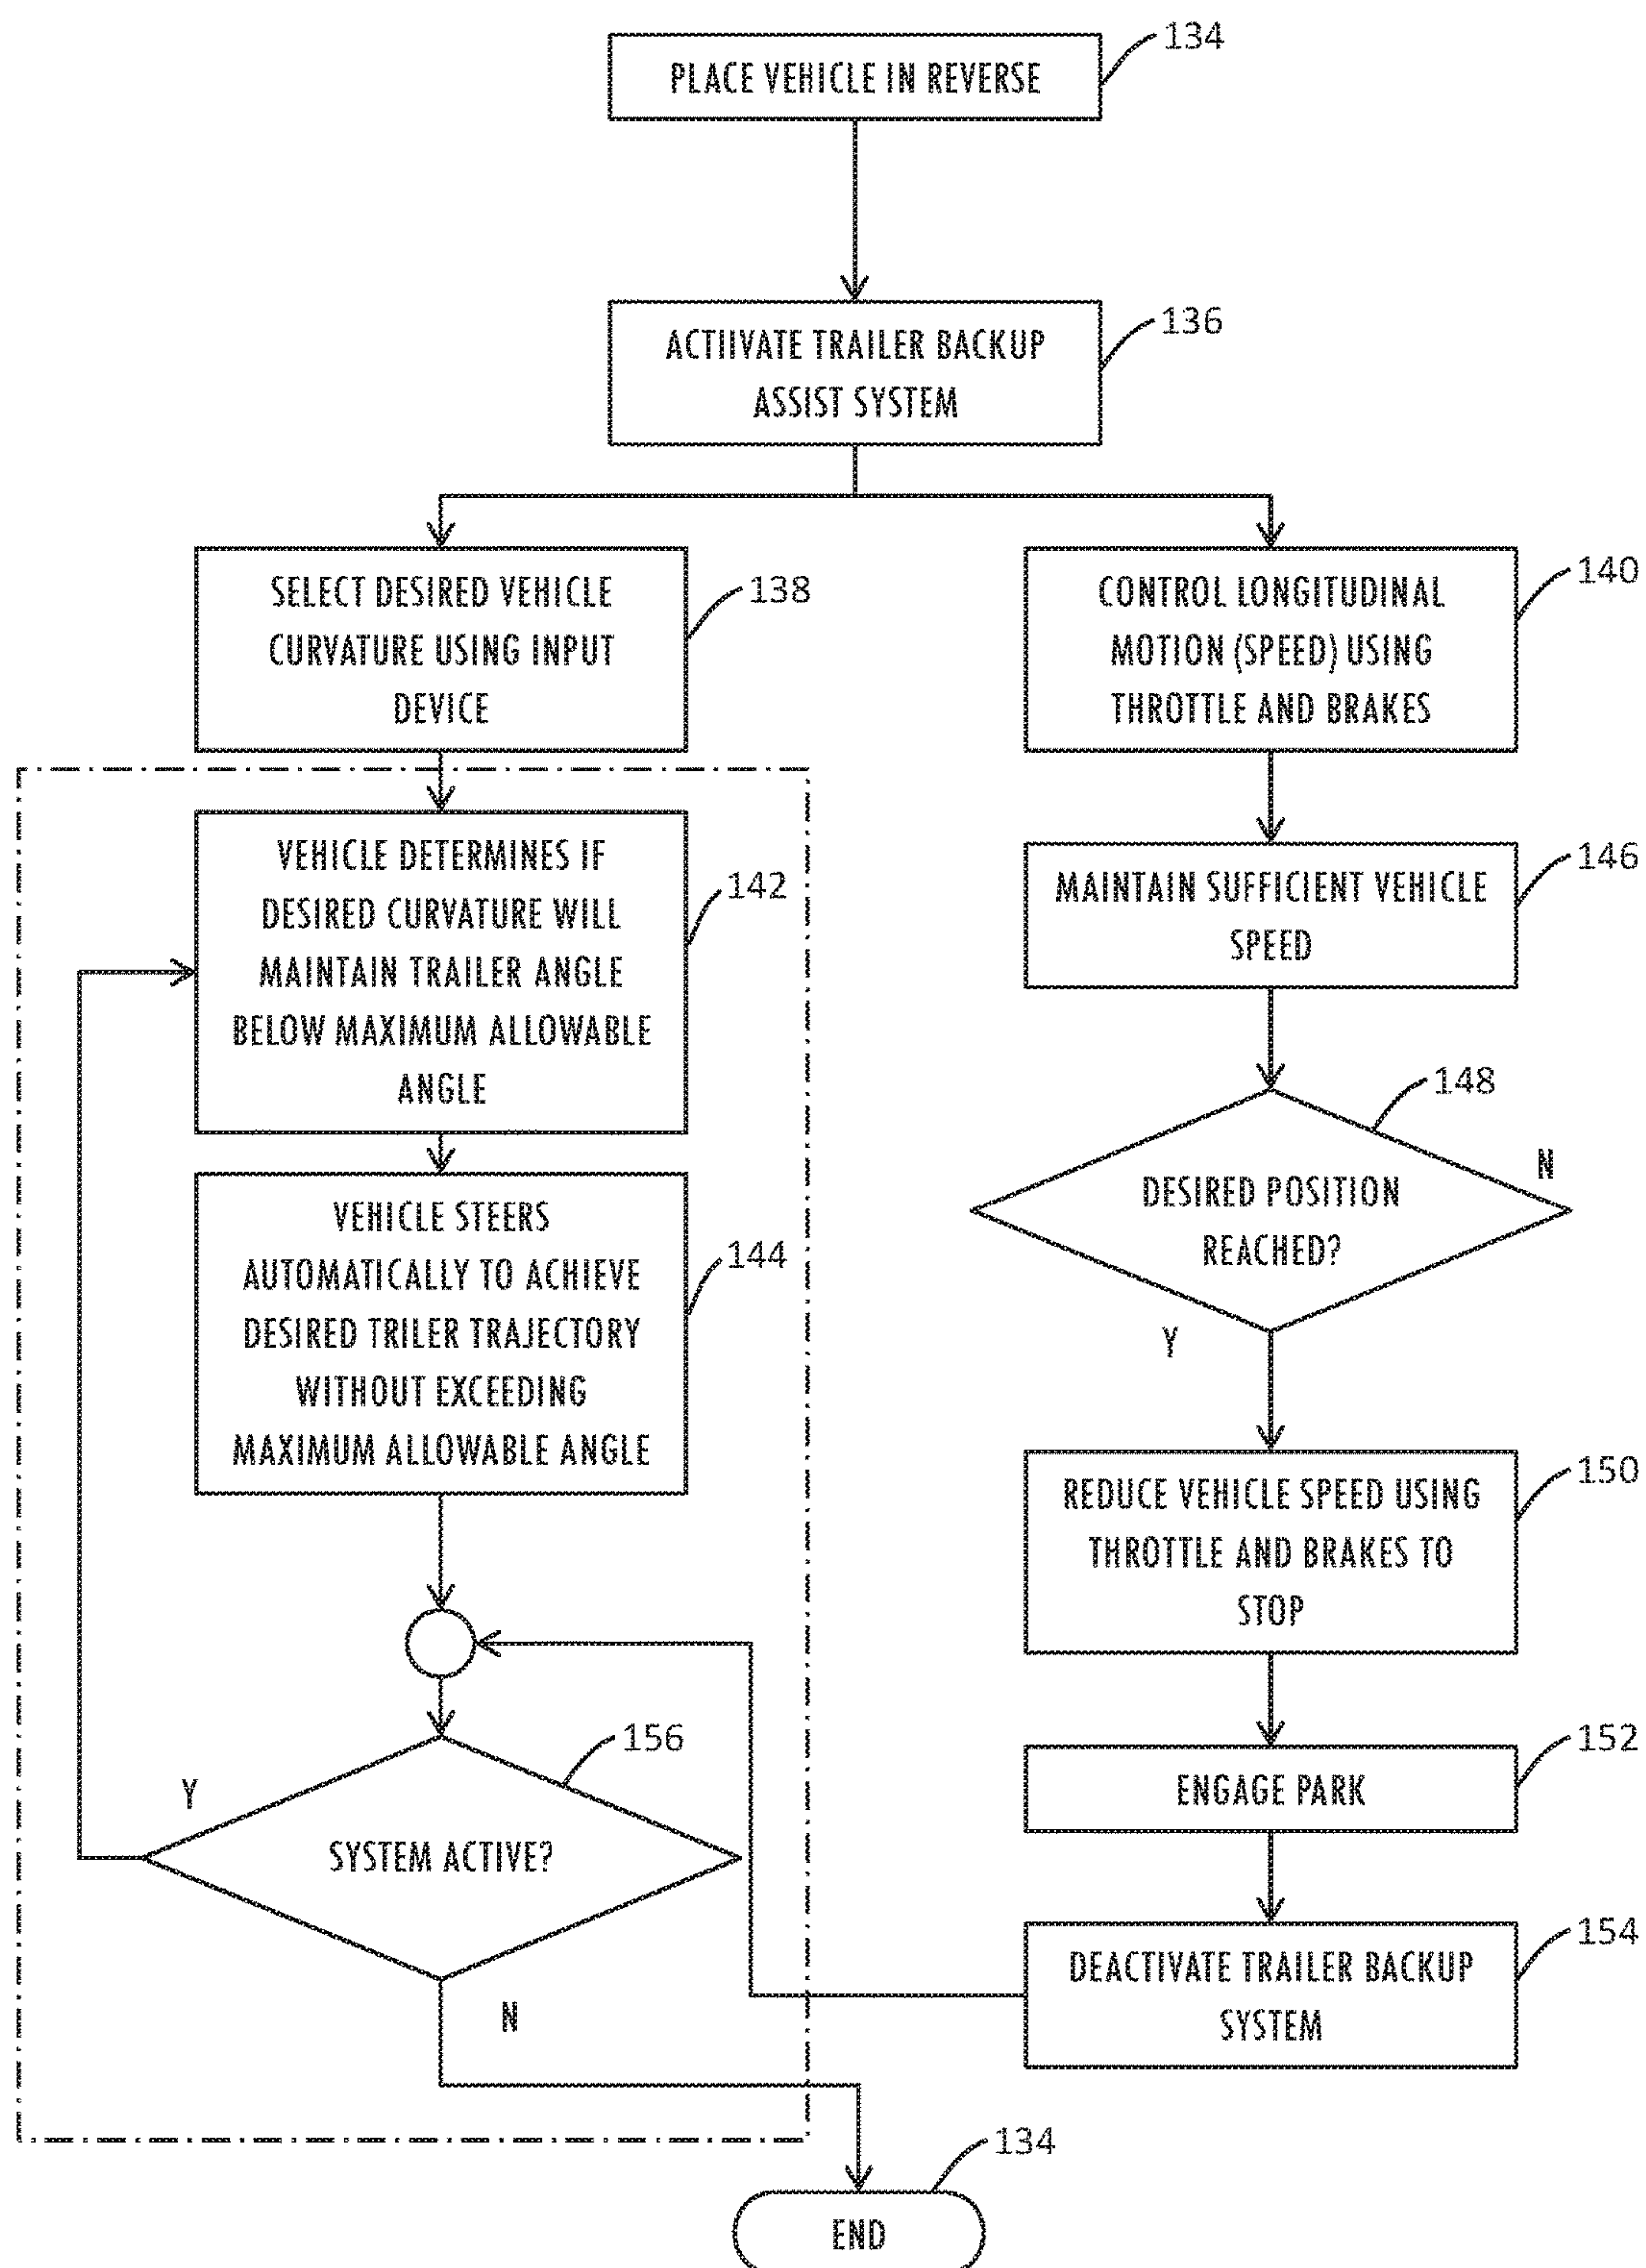 134
PLACE VEHICLE IN REVERSE
136
ACTIIVATE TRAILER BACKUP
ASSIST SYSTEM
138
SELECT DESIRED VEHICLE
CURVATURE USING INPUT
DEVICE
140
CONTROL LONGITUDINAL
MOTION (SPEED) USING
THROTTLE AND BRAKES
142
VEHICLE DETERMINES IF
DESIRED CURVATURE WILL
MAINTAIN TRAILER ANGLE
BELOW MAXIMUM ALLOWABLE
ANGLE
146
MAINTAIN SUFFICIENT VEHICLE
SPEED
144
VEHICLE STEERS
AUTOMATICALLY TO ACHIEVE
DESIRED TRILER TRAJECTORY
WITHOUT EXCEEDING
MAXIMUM ALLOWABLE ANGLE
148
N
DESIRED POSITION
REACHED?
Y
150
REDUCE VEHICLE SPEED USING
THROTTLE AND BRAKES TO
STOP
156
Y
SYSTEM ACTIVE?
N
152
ENGAGE PARK
154
DEACTIVATE TRAILER BACKUP
SYSTEM
134
END